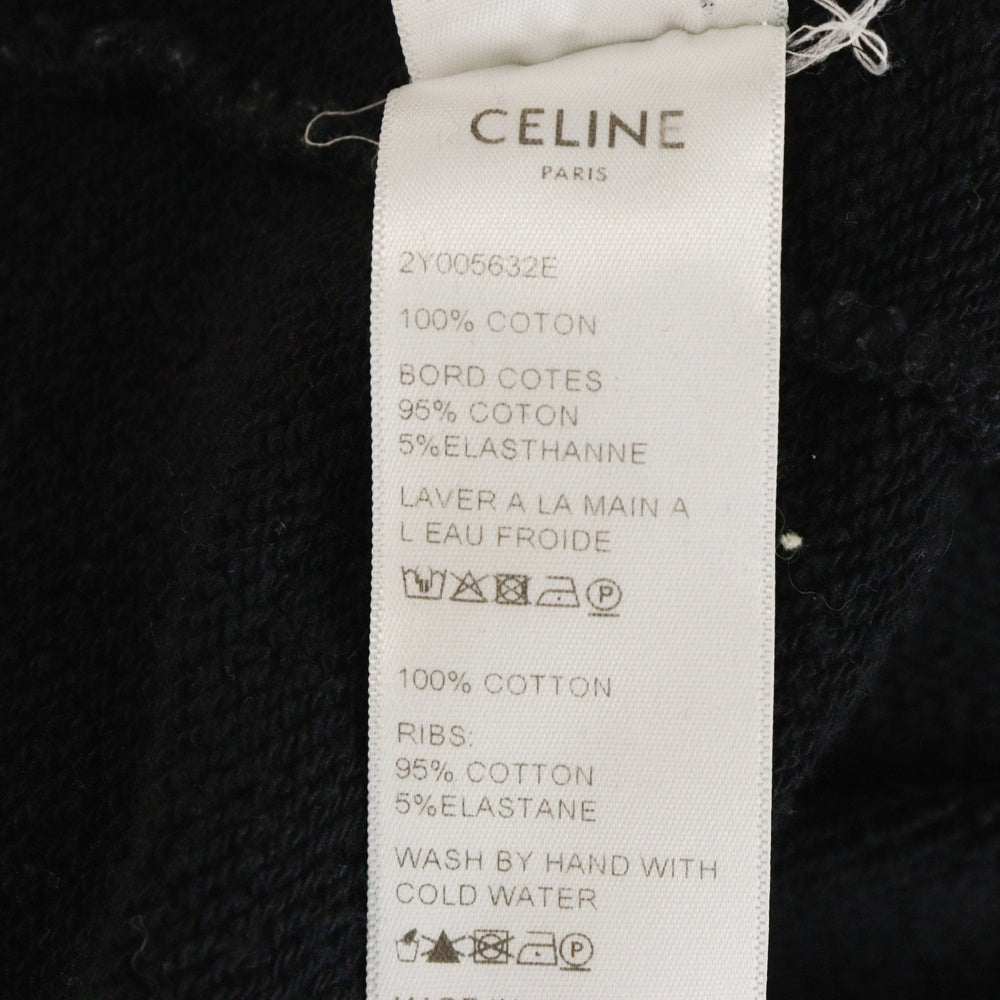 CELINE
PARIS
2Y005632E
100% COTON
BORD COTES :
95% COTON
5%ELASTHANNE
LAVER A LA MAIN A
L EAU FROIDE
P
100% COTTON
RIBS:
95% COTTON
5%ELASTANE
WASH BY HAND WITH
COLD WATER
P